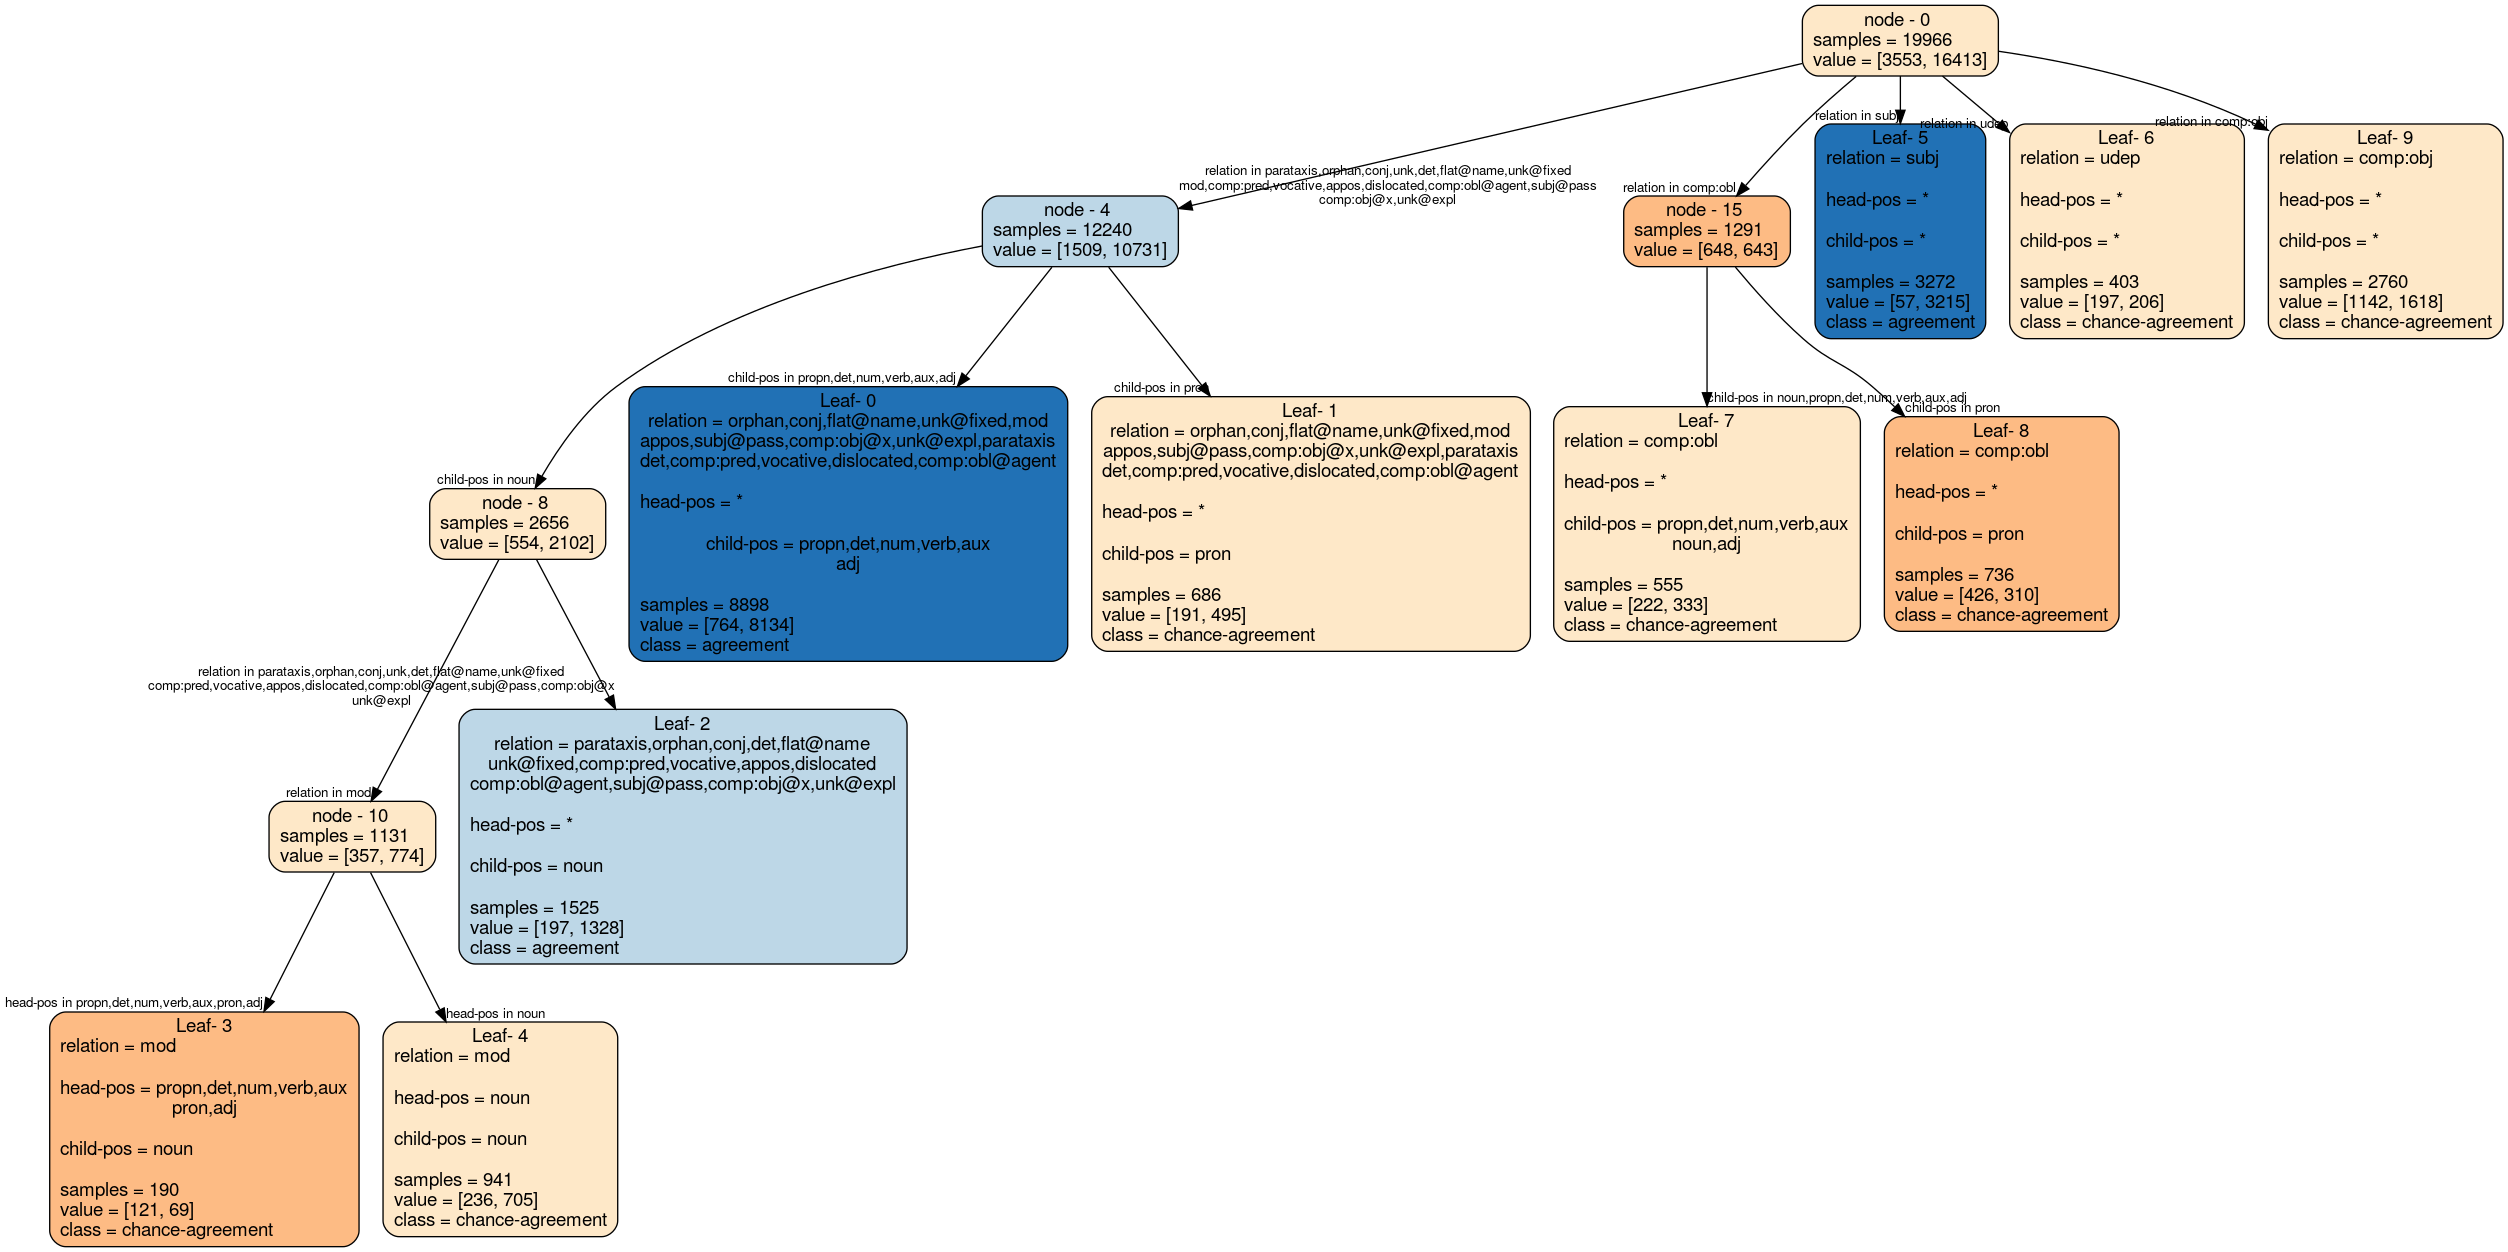 node - 0
samples = 19966
value = [3553, 16413]
relation in parataxis,orphan,conj,unk,det,flat@name,unk@fixed
mod,comp:pred,vocative,appos,dislocated,comp:obl@agent,subj@pass
comp:obj@x,unk@expl
relation in comp:obl
relation in subj
relation in udep
relation in comp:obj
node - 4
samples = 12240
value = [1509, 10731]
node - 15
samples = 1291
value = [648, 643]
Leaf- 5
relation = subj
head-pos = *
child-pos = *
samples = 3272
value = [57, 3215]
class = agreement
Leaf- 6
relation = udep
head-pos = *
child-pos = *
samples = 403
value = [197, 206]
class = chance-agreement
Leaf- 9
relation = comp:obj
head-pos = *
child-pos = *
samples = 2760
value = [1142, 1618]
class = chance-agreement
child-pos in noun
child-pos in propn,det,num,verb,aux,adj
child-pos in pron
child-pos in noun,propn,det,num,verb,aux,adj
child-pos in pron
node - 8
samples = 2656
value = [554, 2102]
Leaf- 0
relation = orphan,conj,flat@name,unk@fixed,mod
appos,subj@pass,comp:obj@x,unk@expl,parataxis
det,comp:pred,vocative,dislocated,comp:obl@agent
head-pos = *
child-pos = propn,det,num,verb,aux
adj
samples = 8898
value = [764, 8134]
class = agreement
Leaf- 1
relation = orphan,conj,flat@name,unk@fixed,mod
appos,subj@pass,comp:obj@x,unk@expl,parataxis
det,comp:pred,vocative,dislocated,comp:obl@agent
head-pos = *
child-pos = pron
samples = 686
value = [191, 495]
class = chance-agreement
Leaf- 7
relation = comp:obl
head-pos = *
child-pos = propn,det,num,verb,aux
noun,adj
samples = 555
value = [222, 333]
class = chance-agreement
Leaf- 8
relation = comp:obl
head-pos = *
child-pos = pron
samples = 736
value = [426, 310]
class = chance-agreement
relation in parataxis,orphan,conj,unk,det,flat@name,unk@fixed
comp:pred,vocative,appos,dislocated,comp:obl@agent,subj@pass,comp:obj@x
unk@expl
relation in mod
node - 10
samples = 1131
value = [357, 774]
Leaf- 2
relation = parataxis,orphan,conj,det,flat@name
unk@fixed,comp:pred,vocative,appos,dislocated
comp:obl@agent,subj@pass,comp:obj@x,unk@expl
head-pos = *
child-pos = noun
samples = 1525
value = [197, 1328]
class = agreement
head-pos in propn,det,num,verb,aux,pron,adj
head-pos in noun
Leaf- 3
relation = mod
head-pos = propn,det,num,verb,aux
pron,adj
child-pos = noun
samples = 190
value = [121, 69]
class = chance-agreement
Leaf- 4
relation = mod
head-pos = noun
child-pos = noun
samples = 941
value = [236, 705]
class = chance-agreement